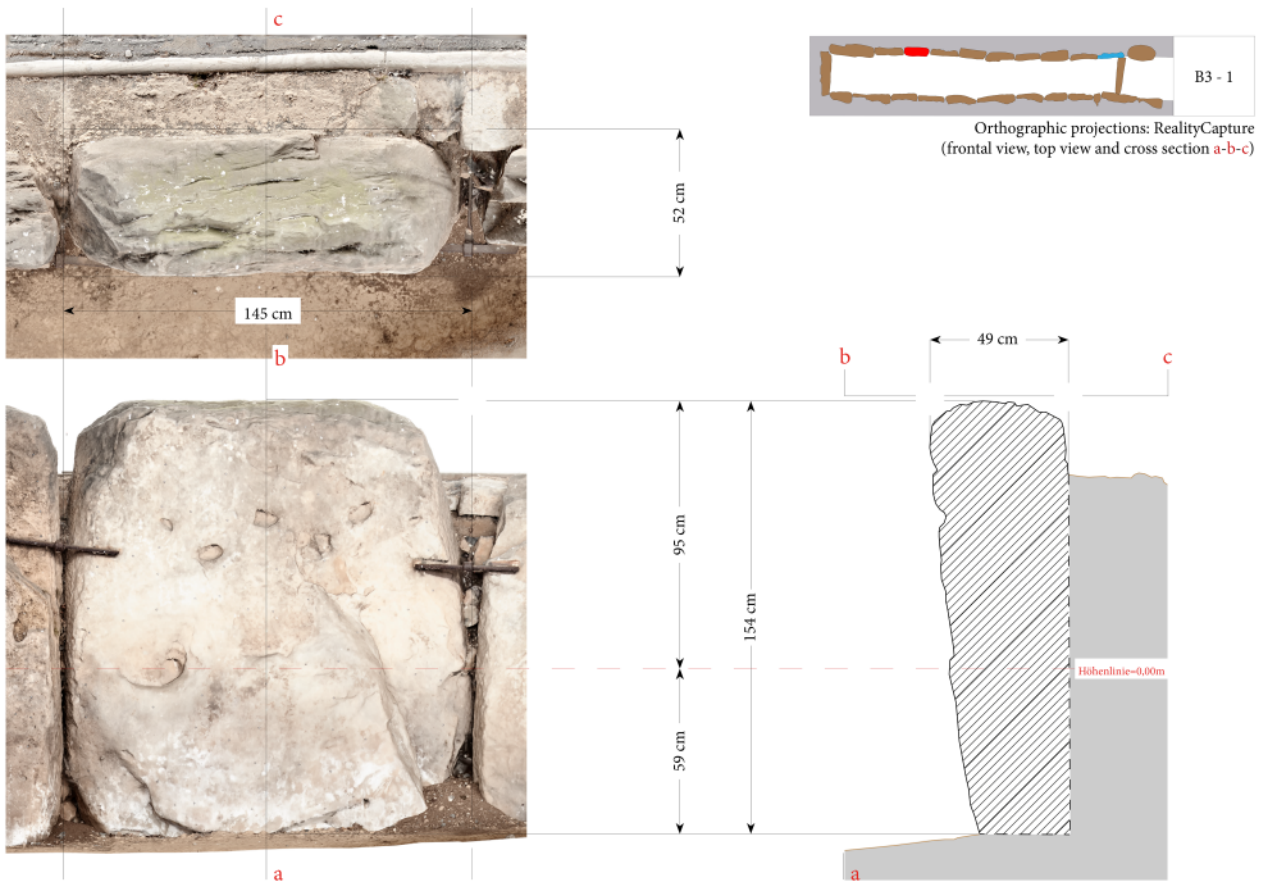 c
B3 - 1
Orthographic projections: RealityCapture
(frontal view, top view and cross section a-b-c)
52 cm
145 cm
b
49 cm
b
c
95 cm
154 cm
Höhenlinie=0,00m
59 cm
a
a